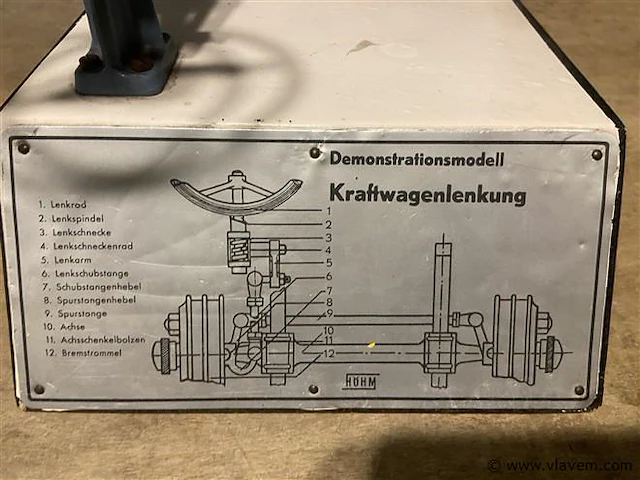 Demonstrationsmodell
Kraftwagenlenkung
1. Lenkrad
2. Lenkspindel
3. Lenkschnecke
4. Lenkschneckenrad
5. Lenkarm
6. Lenkschubstange
7. Schubstangenhebel
8. Spurstangenhebel
9. Spurstange
10. Achse
11. Achsschenkelbolzen
12. Bremstrommel
1
2
3
4
5
6
7
8
9
10
11
12
HÖHM
© www.vlavem.com